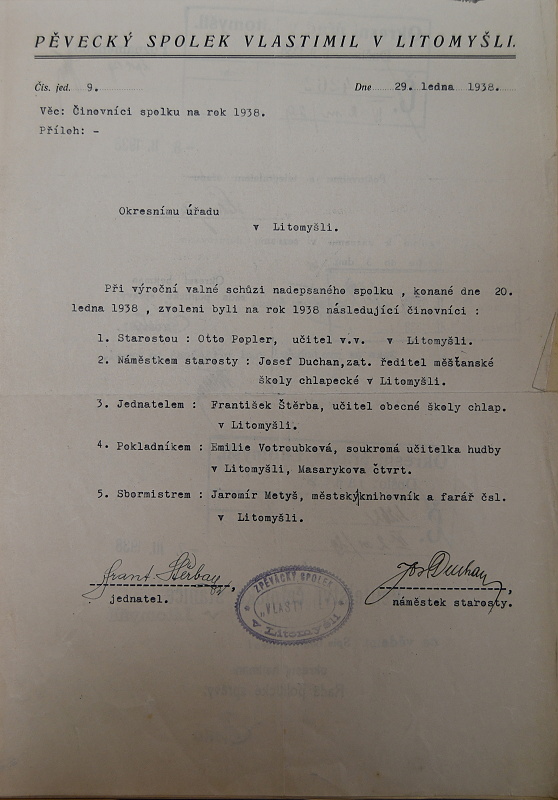 PĚVECKÝ SPOLEK VLASTIMIL V LITOMYŠLI.
Čís. jed. 9. Dne 29. ledna 1938.
Věc: Činovníci spolku na rok 1938.
Příloh: -
Okresnímu úřadu
v Litomyšli.
Při výroční valné schůzi nadepsaného spolku , konané dne 20.
ledna 1938 , zvoleni byli na rok 1938 následující činovníci :
1. Starostou : Otto Popler, učitel v.v. v Litomyšli.
2. Náměstkem starosty : Josef Duchan,zat. ředitel měšťanské
školy chlapecké v Litomyšli.
3. Jednatelem : František Štěrba, učitel obecné školy chlap.
v Litomyšli.
4. Pokladníkem : Emilie Votroubková, soukromá učitelka hudby
v Litomyšli, Masarykova čtvrt.
5. Sbormistrem : Jaromír Metyš, městský knihovník a farář čsl.
v Litomyšli.
Frant. Štěrba Jos Duchan
jednatel. náměstek starosty.
ZPĚVÁCKÝ SPOLEK
v Litomyšli